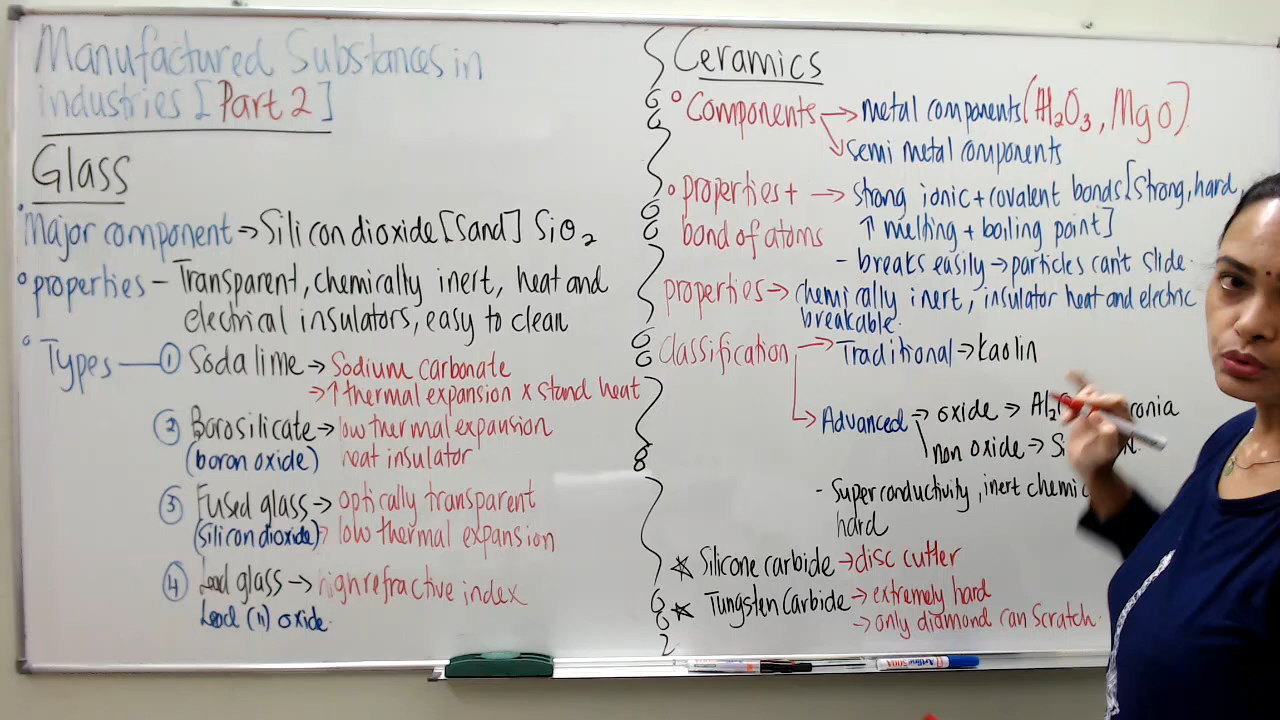 Manufactured Substances in
industries [Part 2]
Glass
Major component → Silicon dioxide [Sand] SiO2
properties – Transparent, chemically inert, heat and
electrical insulators, easy to clean
Types — ① Soda lime → Sodium carbonate
→ ↑ thermal expansion x stand heat
② Borosilicate → low thermal expansion
(boron oxide) heat insulator
③ Fused glass → optically transparent
(Silicon dioxide) → low thermal expansion
④ Lead glass → high refractive index
Lead (II) oxide
Ceramics
Components → metal components (Al2O3, MgO)
semi metal components
properties + → strong ionic + covalent bonds [Strong, hard,
bond of atoms ↑ melting + boiling point]
- breaks easily → particles can't slide
properties → chemically inert, insulator heat and electric
breakable.
Classification → Traditional → kaolin
Advanced → oxide →
non oxide →
- Superconductivity, inert
hard
☆ Silicone carbide → disc cutter
☆ Tungsten Carbide → extremely hard
→ only diamond can scratch.
Artline 500A